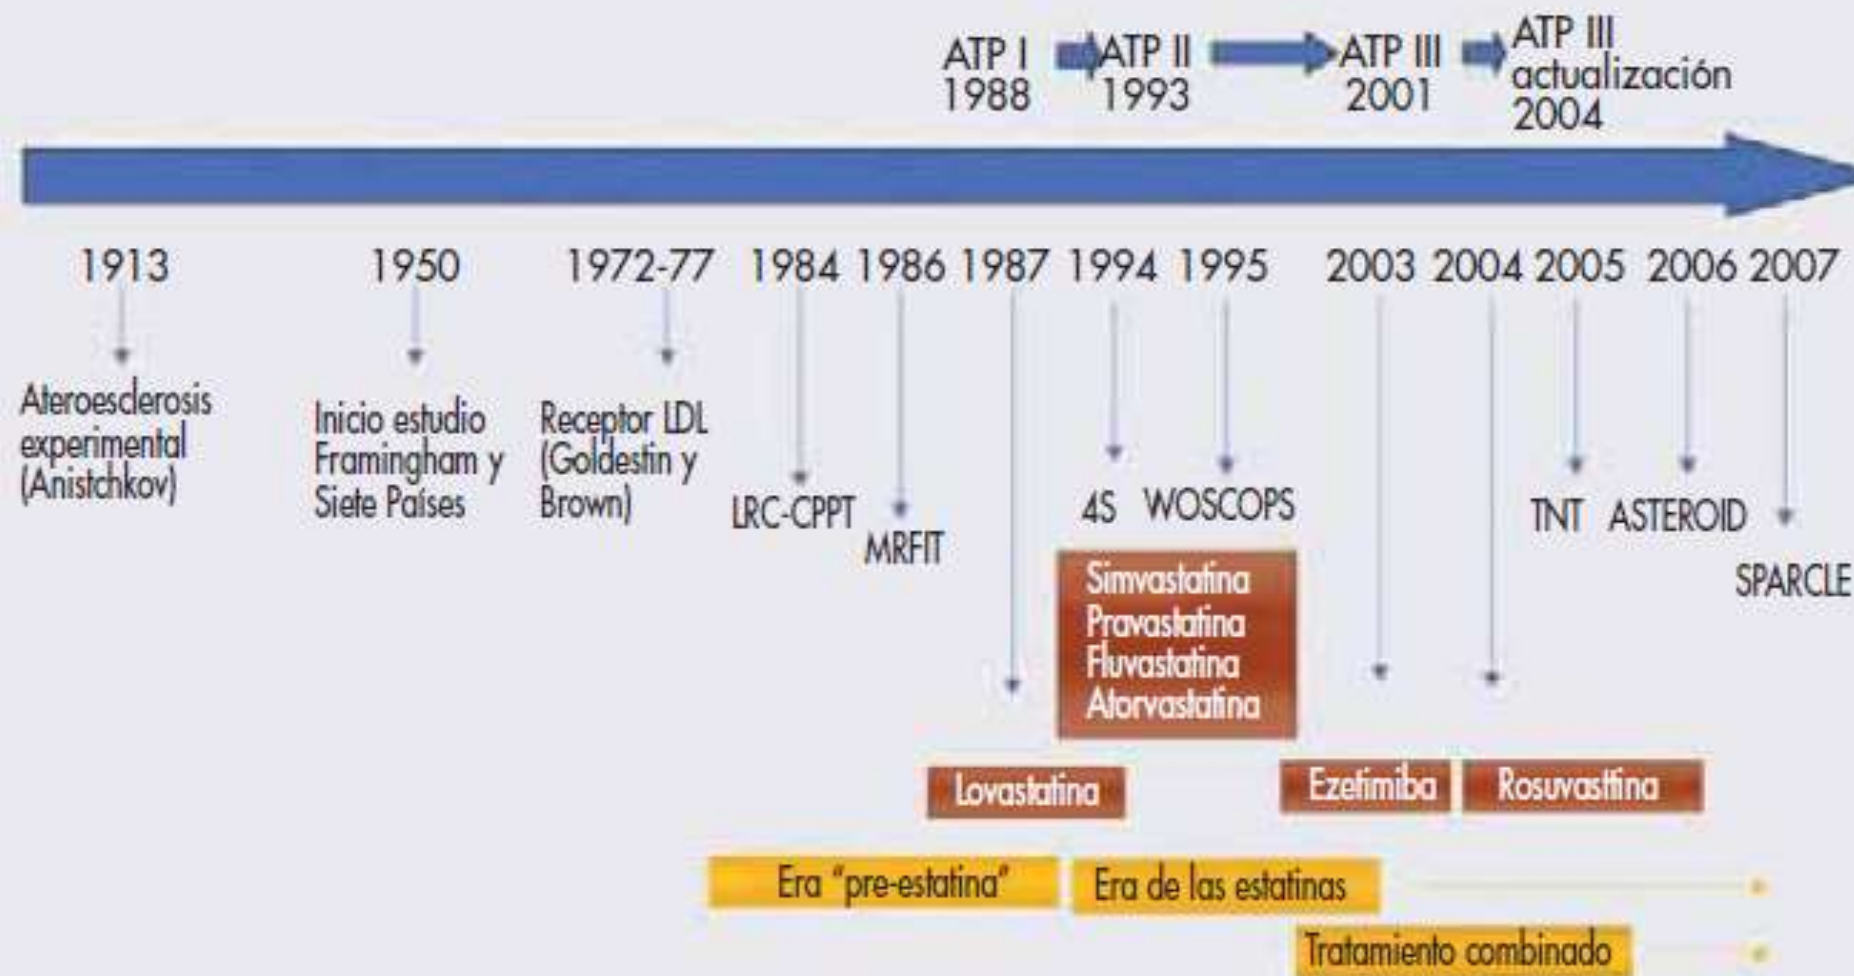 ATP I
1988
ATP II
1993
ATP III
2001
ATP III
actualización
2004
1913
1950
1972-77
1984
1986
1987
1994
1995
2003
2004
2005
2006
2007
Ateroesclerosis
experimental
(Anistchkov)
Inicio estudio
Framingham y
Siete Países
Receptor LDL
(Goldestin y
Brown)
LRC-CPPT
MRFIT
4S
WOSCOPS
TNT
ASTEROID
SPARCLE
Simvastatina
Pravastatina
Fluvastatina
Atorvastatina
Lovastatina
Ezetimiba
Rosuvasttina
Era "pre-estatina"
Era de las estatinas
Tratamiento combinado